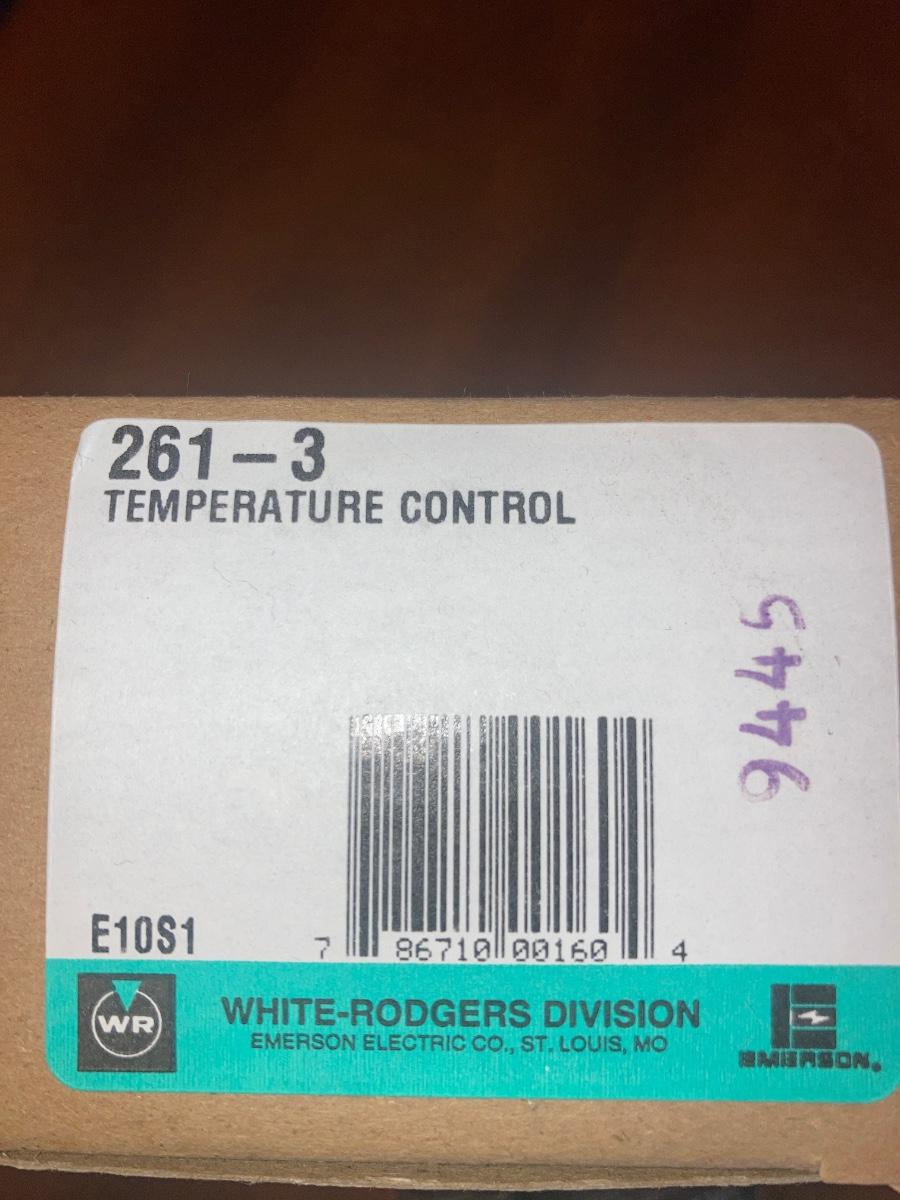 261-3
TEMPERATURE CONTROL
9445
E10S1
7 86710 00160 4
WR
WHITE-RODGERS DIVISION
EMERSON ELECTRIC CO., ST. LOUIS, MO
EMERSON.